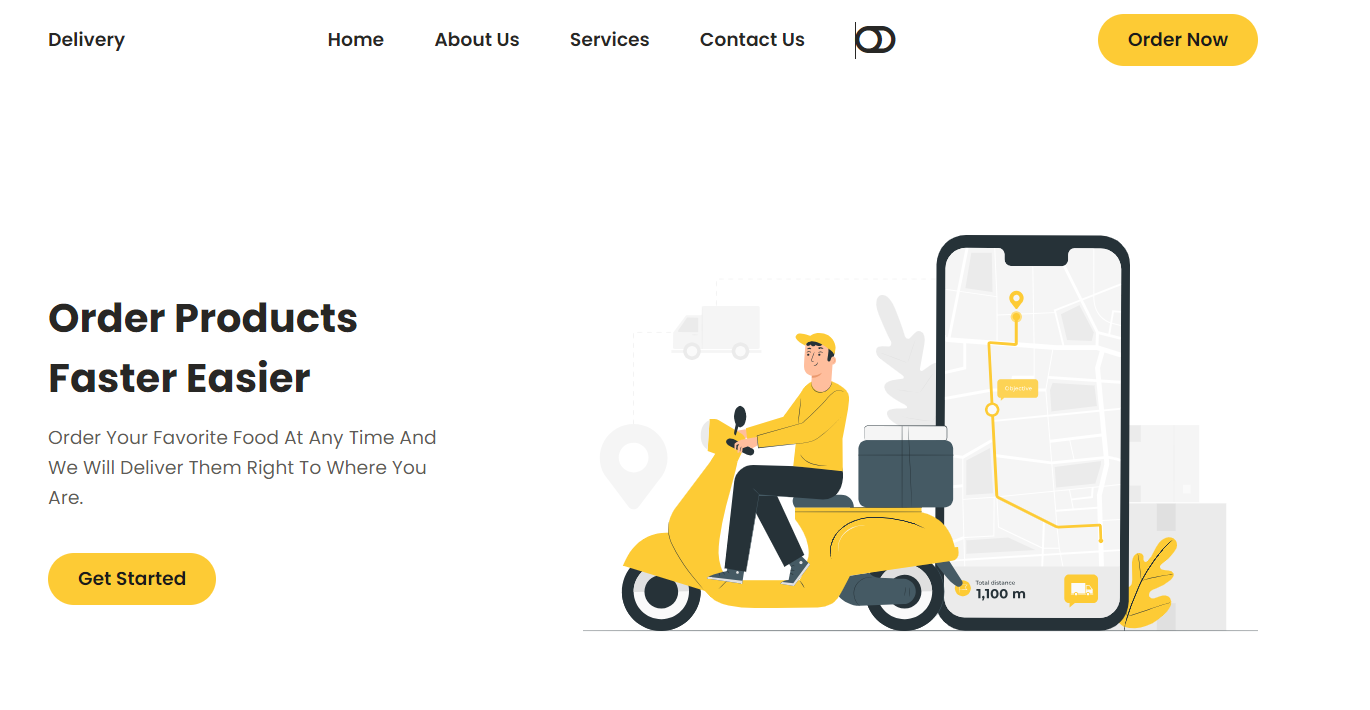 Delivery Home About Us Services Contact Us Order Now
Order Products
Faster Easier
Order Your Favorite Food At Any Time And
We Will Deliver Them Right To Where You
Are.
Get Started
Objective
Total distance
1,100 m